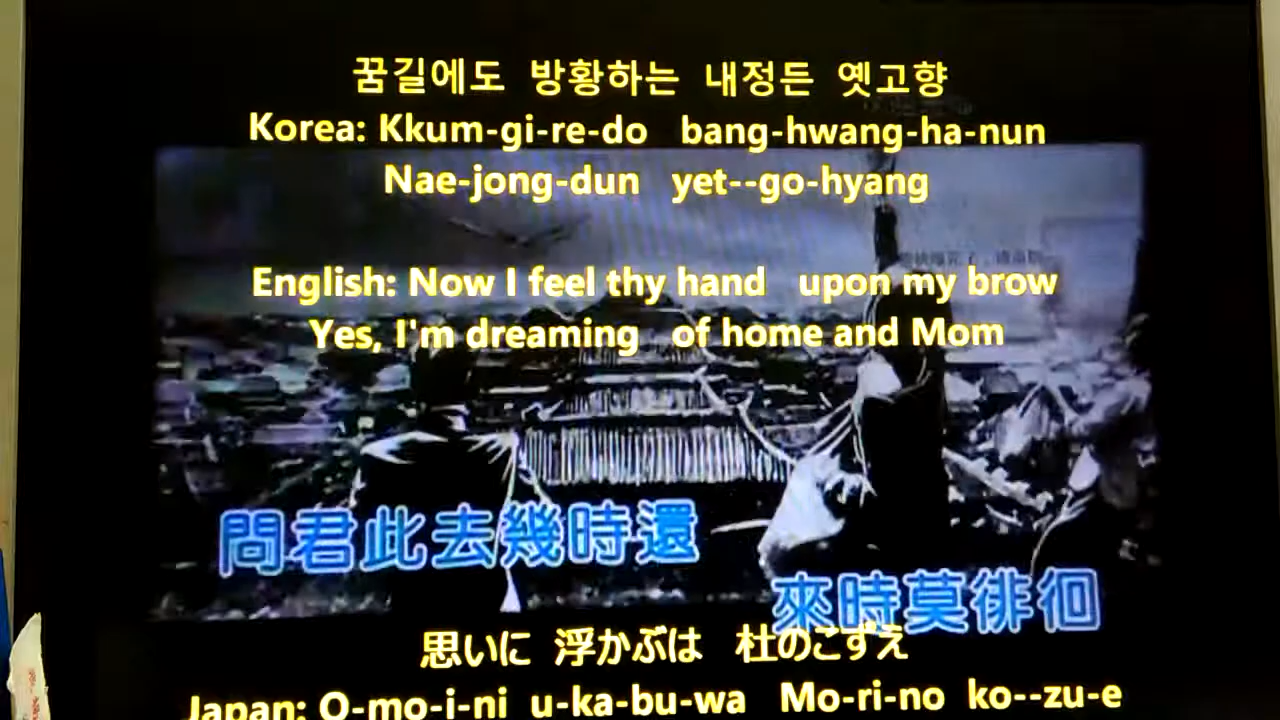 꿈길에도 방황하는 내정든 옛고향
Korea: Kkum-gi-re-do bang-hwang-ha-nun
Nae-jong-dun yet--go-hyang
English: Now I feel thy hand upon my brow
Yes, I'm dreaming of home and Mom
問君此去幾時還
來時莫徘徊
思いに 浮かぶは 杜のこずえ
Japan: O-mo-i-ni u-ka-bu-wa Mo-ri-no ko--zu-e